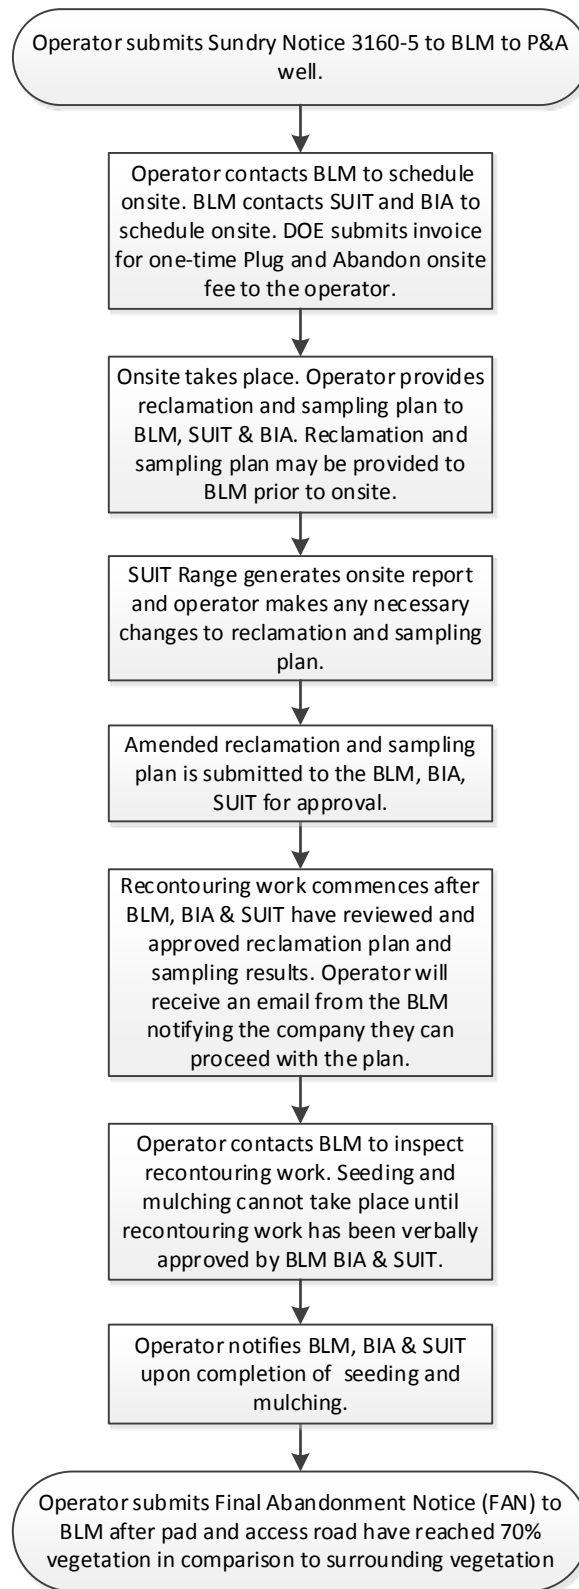 Operator submits Sundry Notice 3160-5 to BLM to P&A
well.
Operator contacts BLM to schedule
onsite. BLM contacts SUIT and BIA to
schedule onsite. DOE submits invoice
for one-time Plug and Abandon onsite
fee to the operator.
Onsite takes place. Operator provides
reclamation and sampling plan to
BLM, SUIT & BIA. Reclamation and
sampling plan may be provided to
BLM prior to onsite.
SUIT Range generates onsite report
and operator makes any necessary
changes to reclamation and sampling
plan.
Amended reclamation and sampling
plan is submitted to the BLM, BIA,
SUIT for approval.
Recontouring work commences after
BLM, BIA & SUIT have reviewed and
approved reclamation plan and
sampling results. Operator will
receive an email from the BLM
notifying the company they can
proceed with the plan.
Operator contacts BLM to inspect
recontouring work. Seeding and
mulching cannot take place until
recontouring work has been verbally
approved by BLM BIA & SUIT.
Operator notifies BLM, BIA & SUIT
upon completion of seeding and
mulching.
Operator submits Final Abandonment Notice (FAN) to
BLM after pad and access road have reached 70%
vegetation in comparison to surrounding vegetation